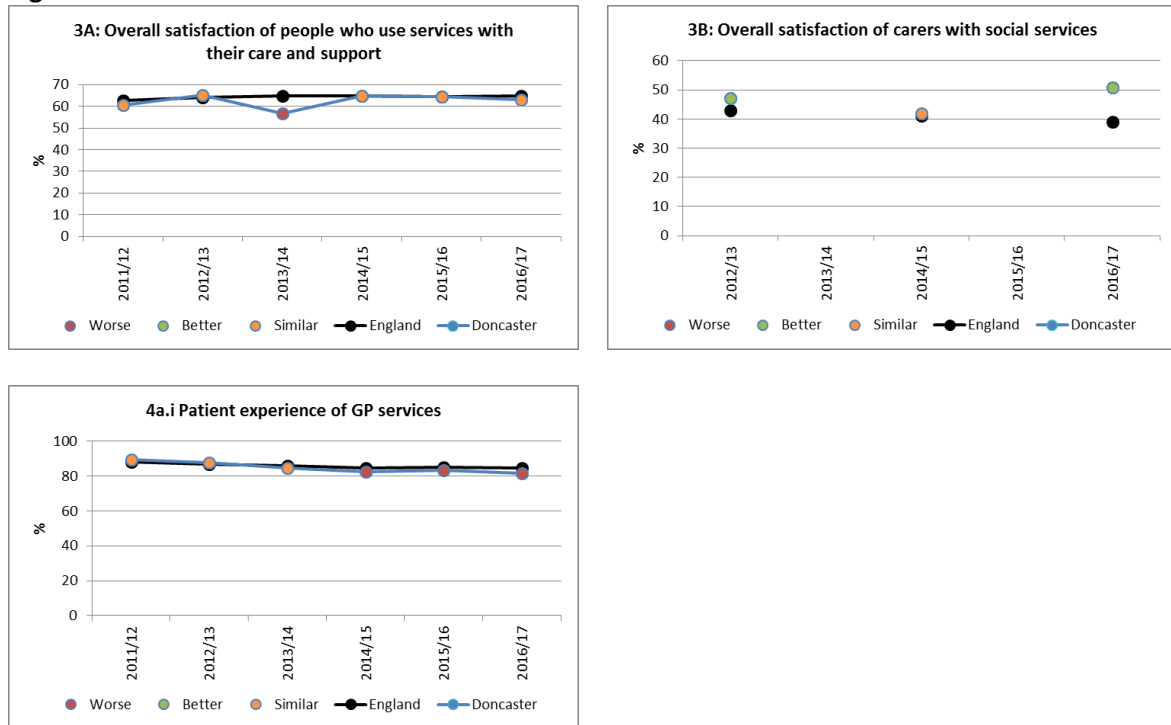 3A: Overall satisfaction of people who use services with
their care and support
70
60
50
40
30
20
10
0
%
2011/12
2012/13
2013/14
2014/15
2015/16
2016/17
Worse
Better
Similar
England
Doncaster
3B: Overall satisfaction of carers with social services
60
50
40
30
20
10
0
%
2012/13
2013/14
2014/15
2015/16
2016/17
Worse
Better
Similar
England
Doncaster
4a.i Patient experience of GP services
100
80
60
40
20
0
%
2011/12
2012/13
2013/14
2014/15
2015/16
2016/17
Worse
Better
Similar
England
Doncaster